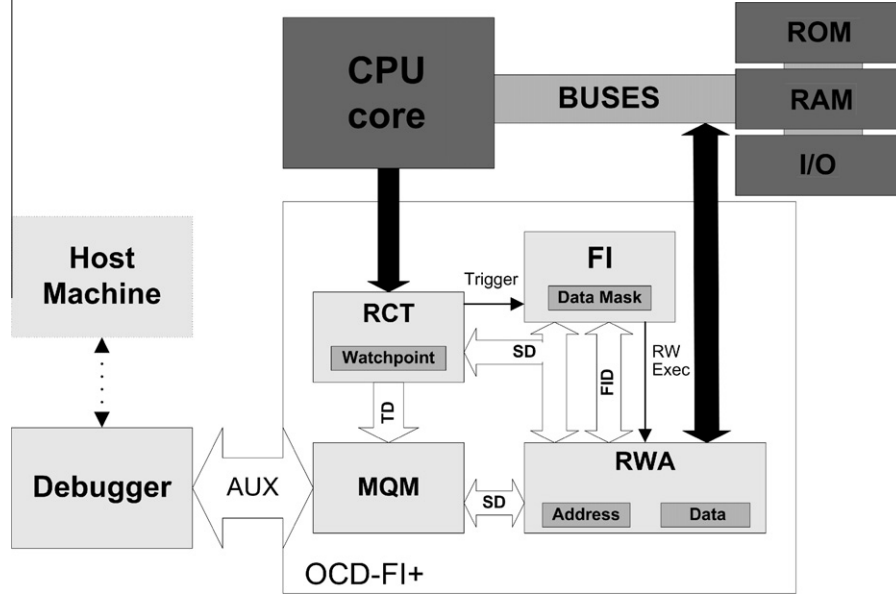 ROM
CPU
core
BUSES
RAM
I/O
Host
Machine
FI
Trigger
Data Mask
RCT
Watchpoint
SD
FID
RW
Exec
TD
Debugger
AUX
MQM
SD
RWA
Address
Data
OCD-FI+